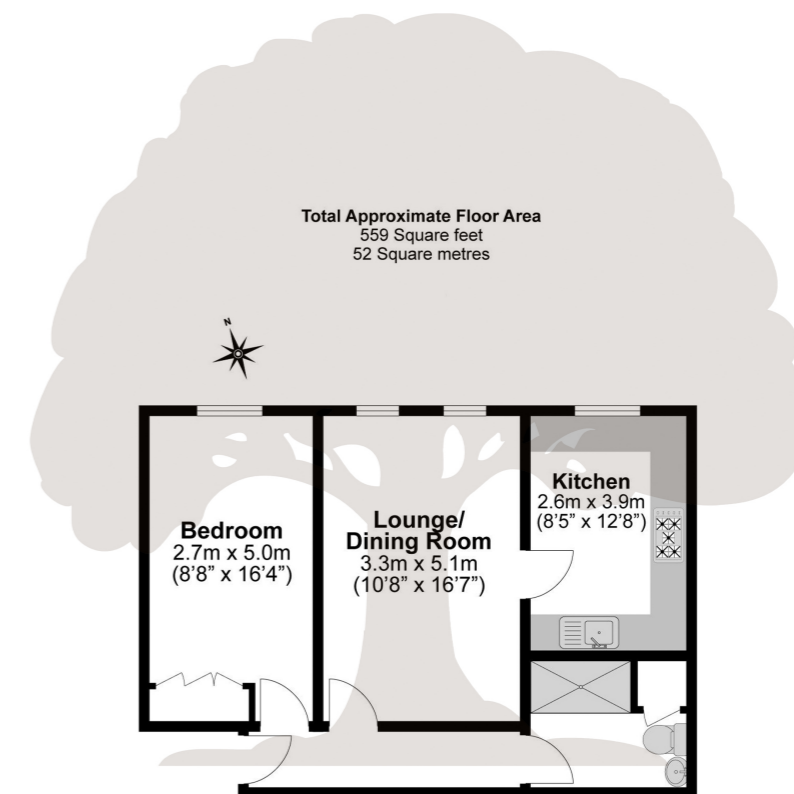 Total Approximate Floor Area
559 Square feet
52 Square metres
N
Bedroom
2.7m x 5.0m
(8'8” x 16'4”)
Lounge/
Dining Room
3.3m x 5.1m
(10'8” x 16'7”)
Kitchen
2.6m x 3.9m
(8'5” x 12'8”)